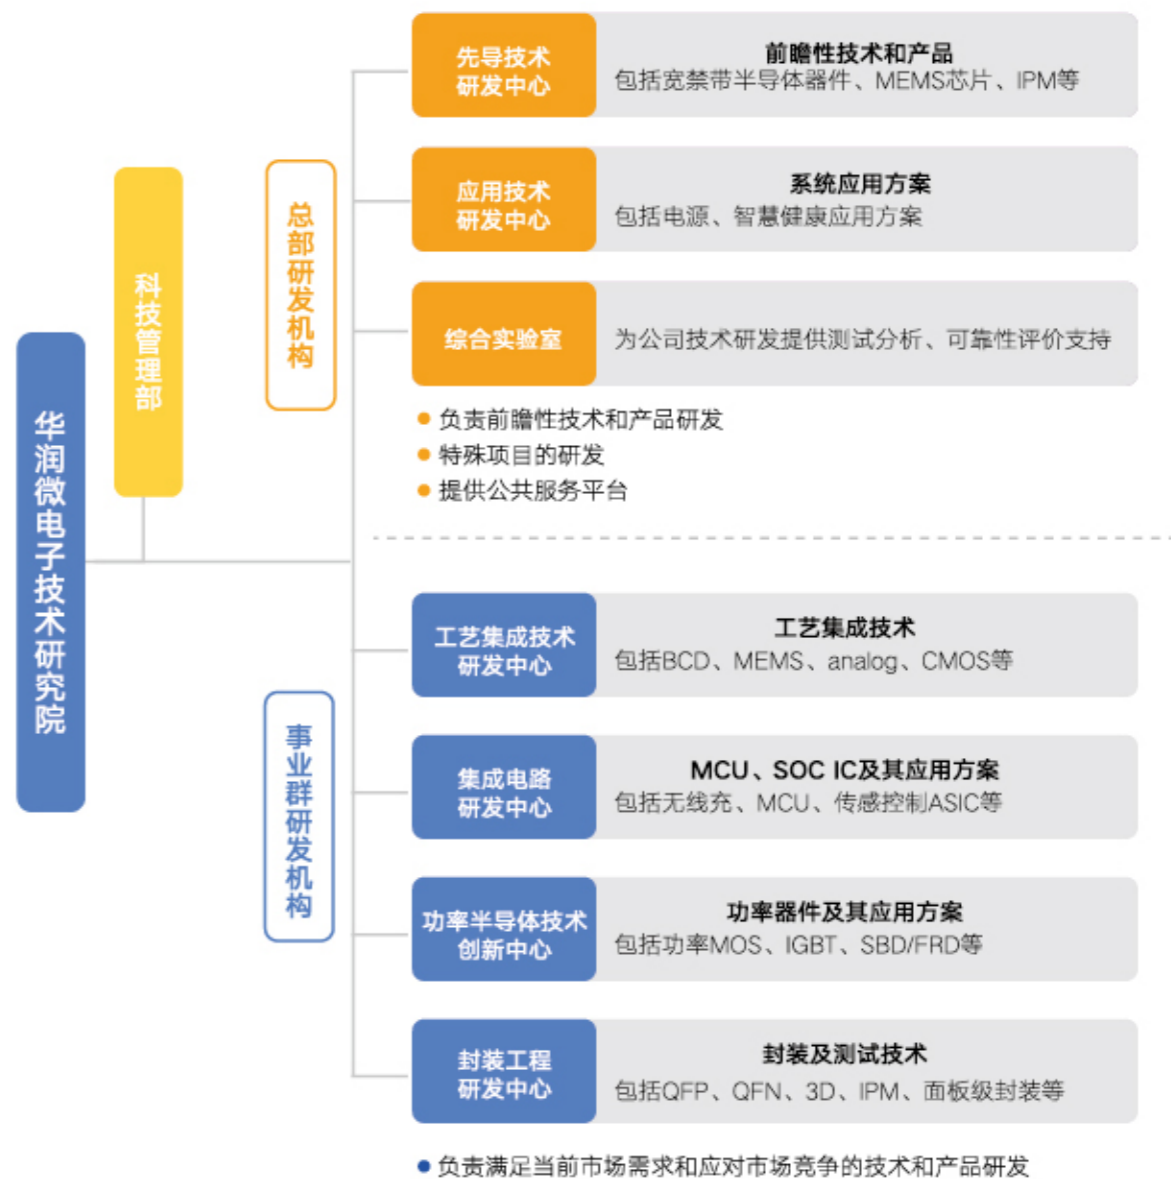 华润微电子技术研究院
科技管理部
总部研发机构
先导技术
研发中心
前瞻性技术和产品
包括宽禁带半导体器件、MEMS芯片、IPM等
应用技术
研发中心
系统应用方案
包括电源、智慧健康应用方案
综合实验室
为公司技术研发提供测试分析、可靠性评价支持
● 负责前瞻性技术和产品研发
● 特殊项目的研发
● 提供公共服务平台
事业群研发机构
工艺集成技术
研发中心
工艺集成技术
包括BCD、MEMS、analog、CMOS等
集成电路
研发中心
MCU、SOC IC及其应用方案
包括无线充、MCU、传感控制ASIC等
功率半导体技术
创新中心
功率器件及其应用方案
包括功率MOS、IGBT、SBD/FRD等
封装工程
研发中心
封装及测试技术
包括QFP、QFN、3D、IPM、面板级封装等
● 负责满足当前市场需求和应对市场竞争的技术和产品研发